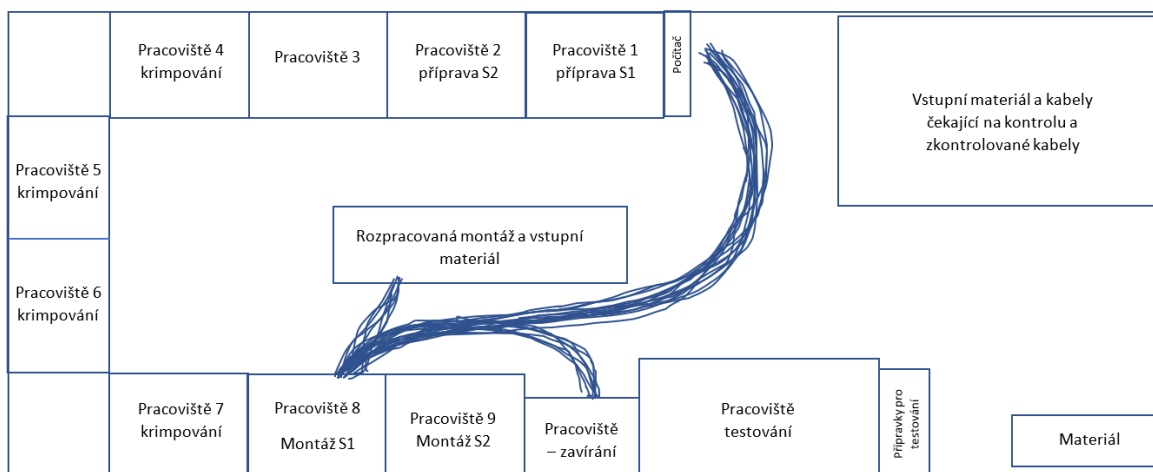 Pracoviště 4
krimpování
Pracoviště 3
Pracoviště 2
příprava S2
Pracoviště 1
příprava S1
Počítač
Vstupní materiál a kabely
čekající na kontrolu a
zkontrolované kabely
Pracoviště 5
krimpování
Rozpracovaná montáž a vstupní
materiál
Pracoviště 6
krimpování
Pracoviště 7
krimpování
Pracoviště 8
Montáž S1
Pracoviště 9
Montáž S2
Pracoviště
– zavírání
Pracoviště
testování
Přípravky pro
testování
Materiál